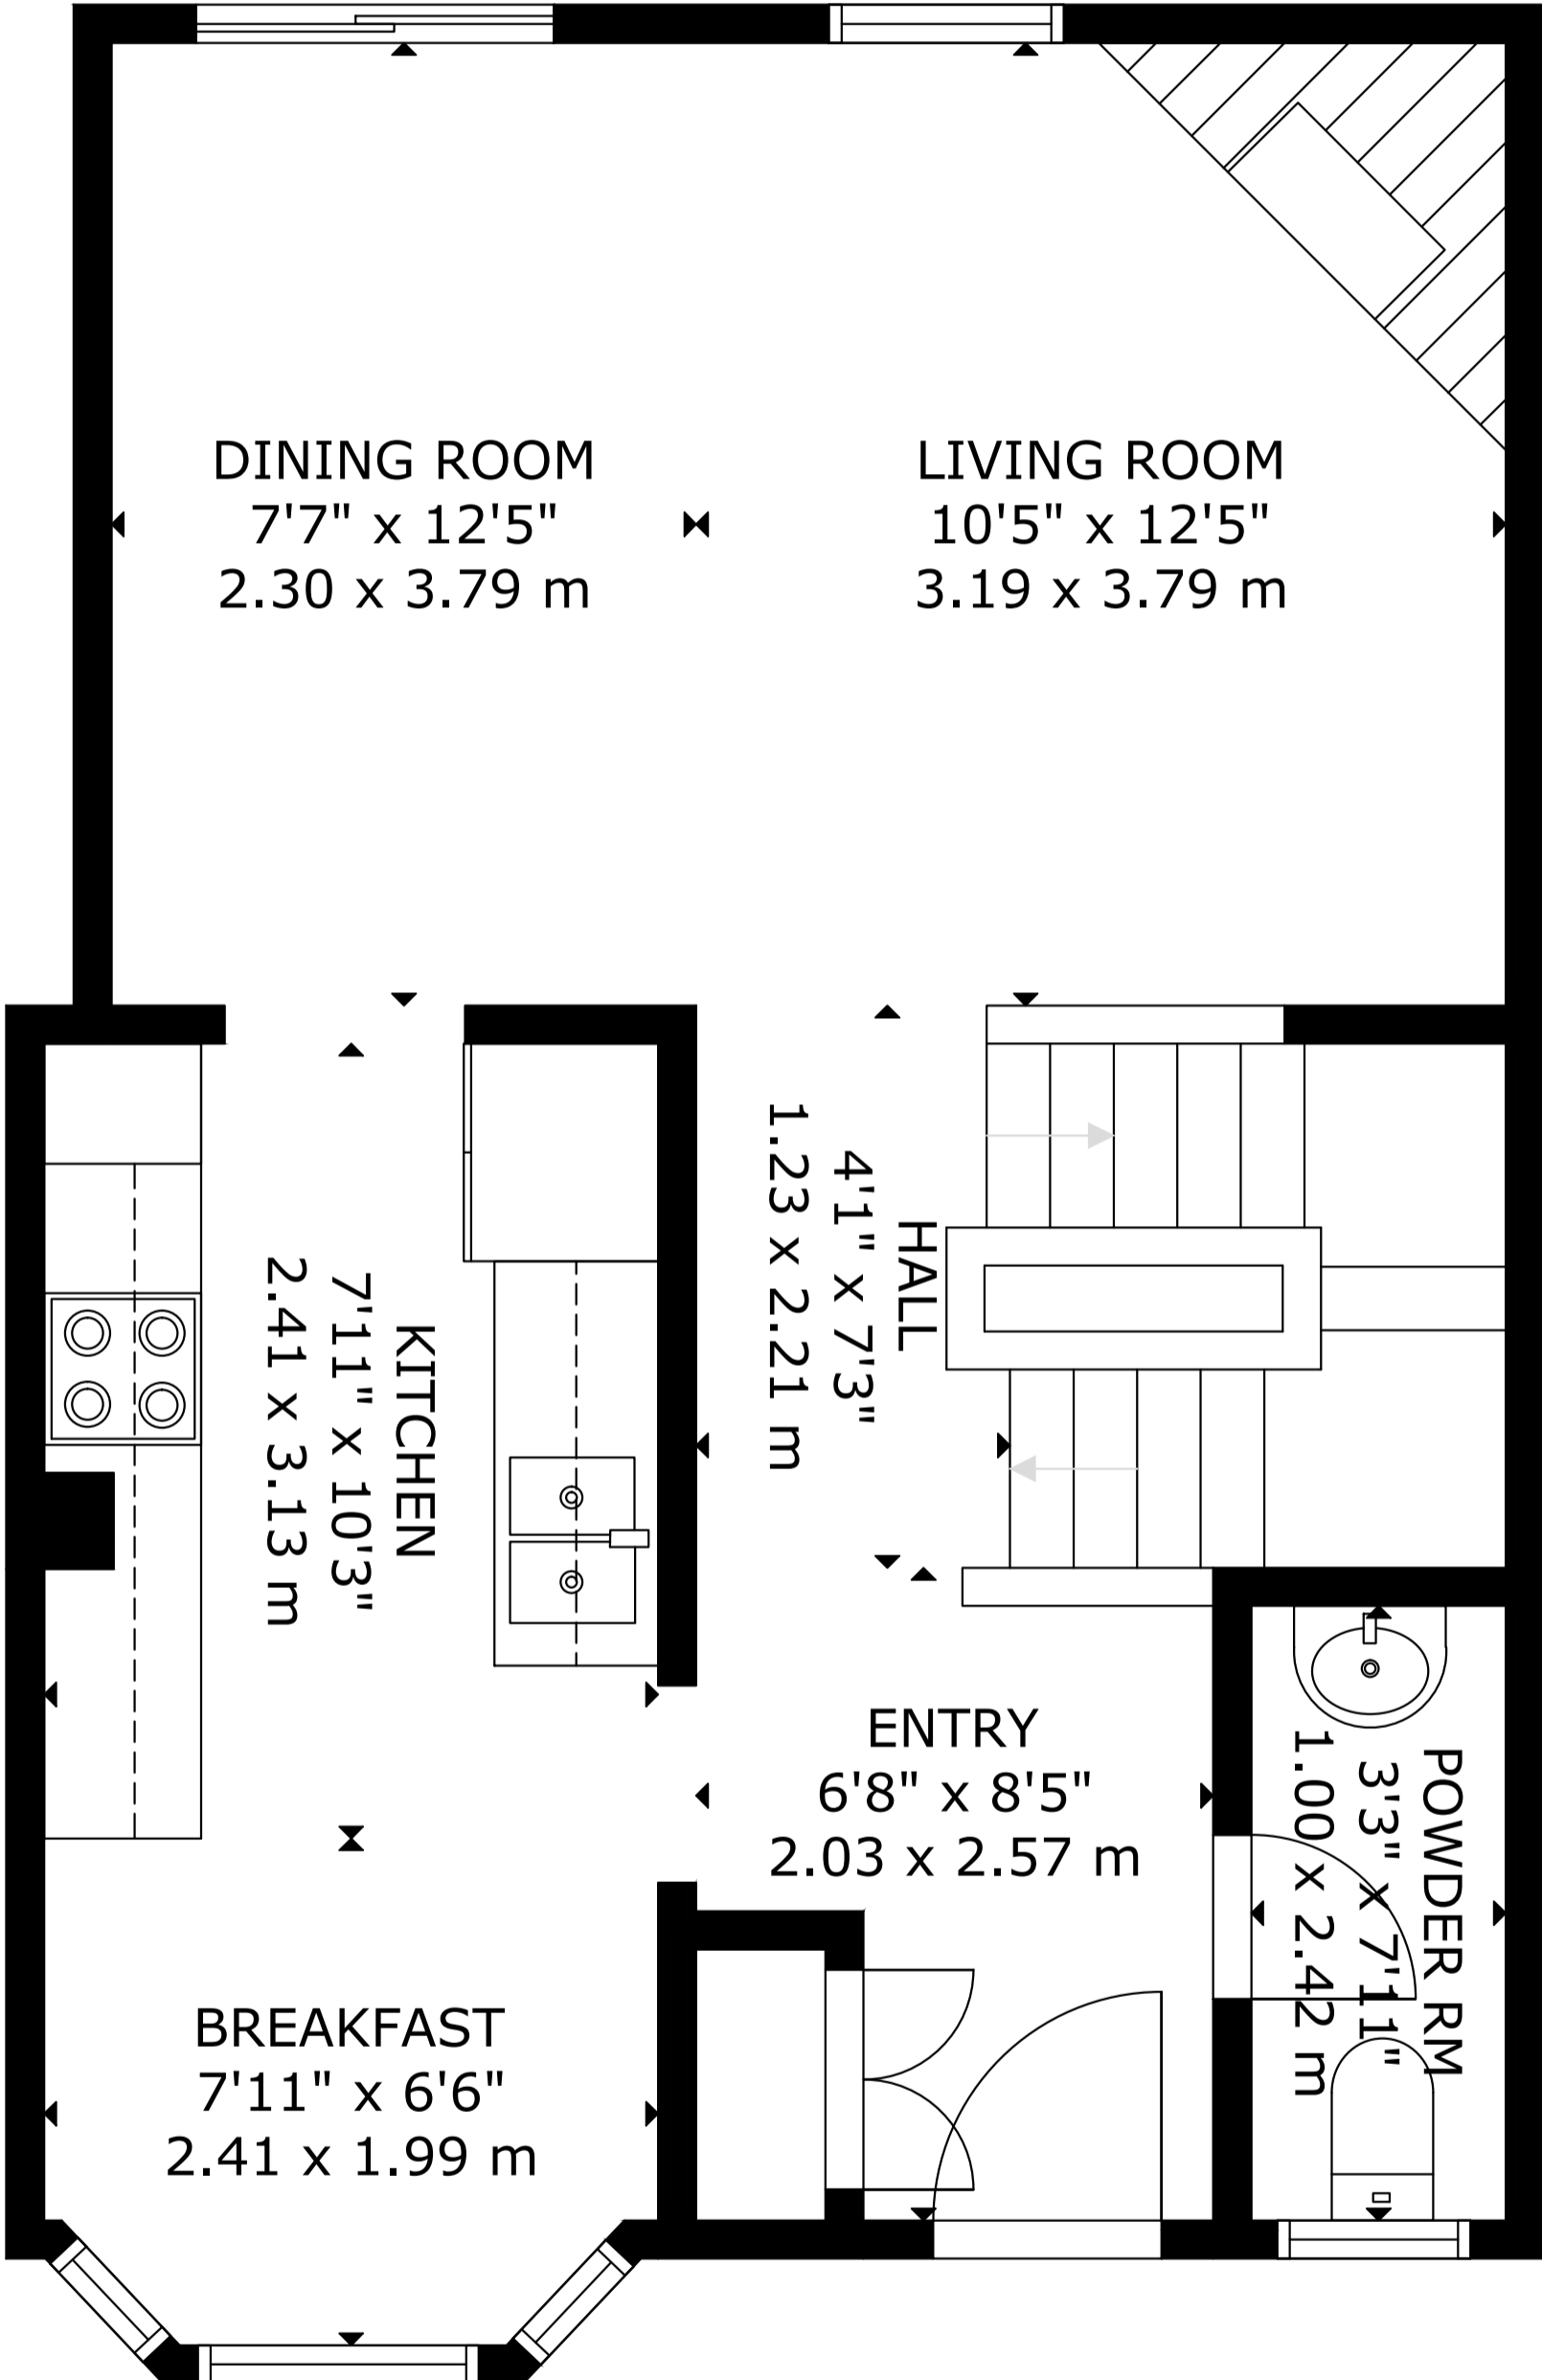 DINING ROOM
7'7" x 12'5"
2.30 x 3.79 m
LIVING ROOM
10'5" x 12'5"
3.19 x 3.79 m
HALL
4'1" x 7'3"
1.23 x 2.21 m
KITCHEN
7'11" x 10'3"
2.41 x 3.13 m
ENTRY
6'8" x 8'5"
2.03 x 2.57 m
POWDER RM
3'3" x 7'11"
1.00 x 2.42 m
BREAKFAST
7'11" x 6'6"
2.41 x 1.99 m